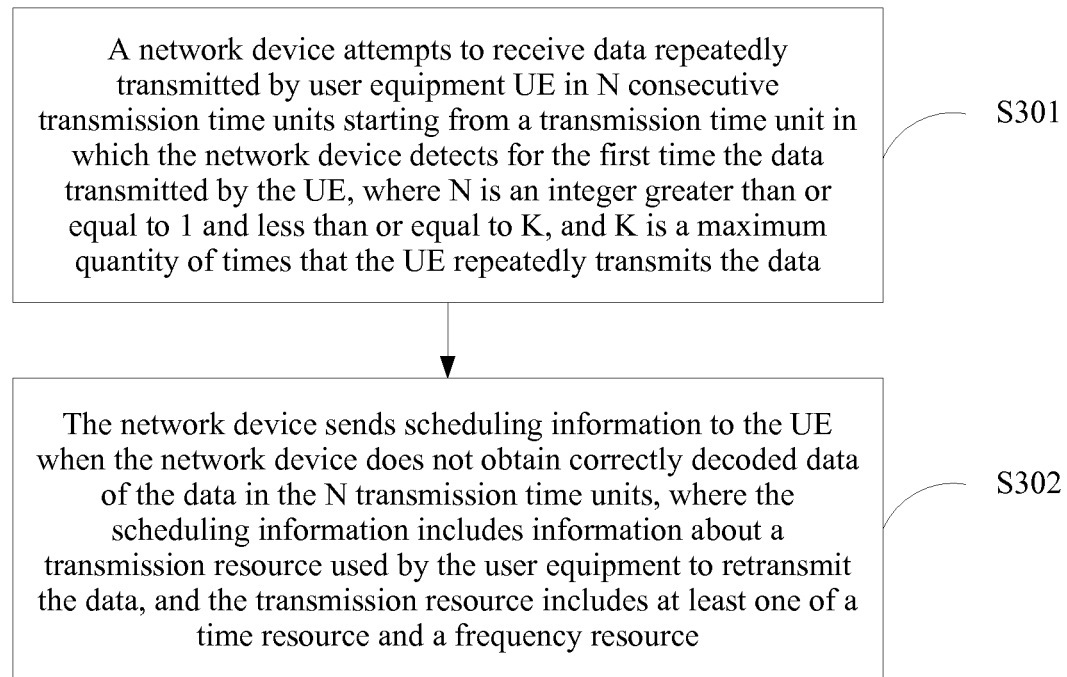 A network device attempts to receive data repeatedly
transmitted by user equipment UE in N consecutive
transmission time units starting from a transmission time unit in
which the network device detects for the first time the data
transmitted by the UE, where N is an integer greater than or
equal to 1 and less than or equal to K, and K is a maximum
quantity of times that the UE repeatedly transmits the data
S301
The network device sends scheduling information to the UE
when the network device does not obtain correctly decoded data
of the data in the N transmission time units, where the
scheduling information includes information about a
transmission resource used by the user equipment to retransmit
the data, and the transmission resource includes at least one of a
time resource and a frequency resource
S302